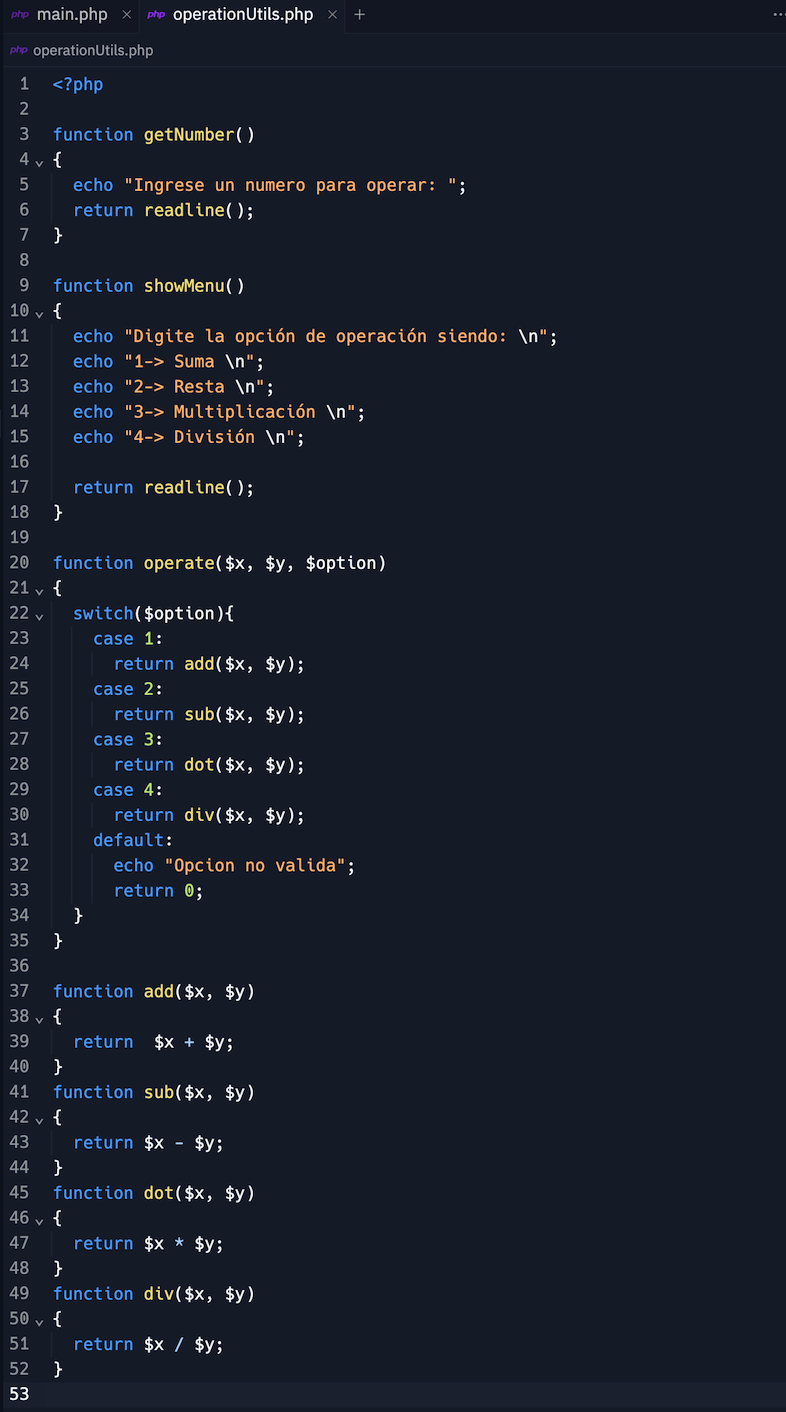 php main.php × php operationUtils.php × + ...
php operationUtils.php
1 <?php
2
3 function getNumber()
4 {
5   echo "Ingrese un numero para operar: ";
6   return readline();
7 }
8
9 function showMenu()
10 {
11   echo "Digite la opción de operación siendo: \n";
12   echo "1-> Suma \n";
13   echo "2-> Resta \n";
14   echo "3-> Multiplicación \n";
15   echo "4-> División \n";
16
17   return readline();
18 }
19
20 function operate($x, $y, $option)
21 {
22   switch($option){
23     case 1:
24       return add($x, $y);
25     case 2:
26       return sub($x, $y);
27     case 3:
28       return dot($x, $y);
29     case 4:
30       return div($x, $y);
31     default:
32       echo "Opcion no valida";
33       return 0;
34   }
35 }
36
37 function add($x, $y)
38 {
39   return  $x + $y;
40 }
41 function sub($x, $y)
42 {
43   return $x - $y;
44 }
45 function dot($x, $y)
46 {
47   return $x * $y;
48 }
49 function div($x, $y)
50 {
51   return $x / $y;
52 }
53